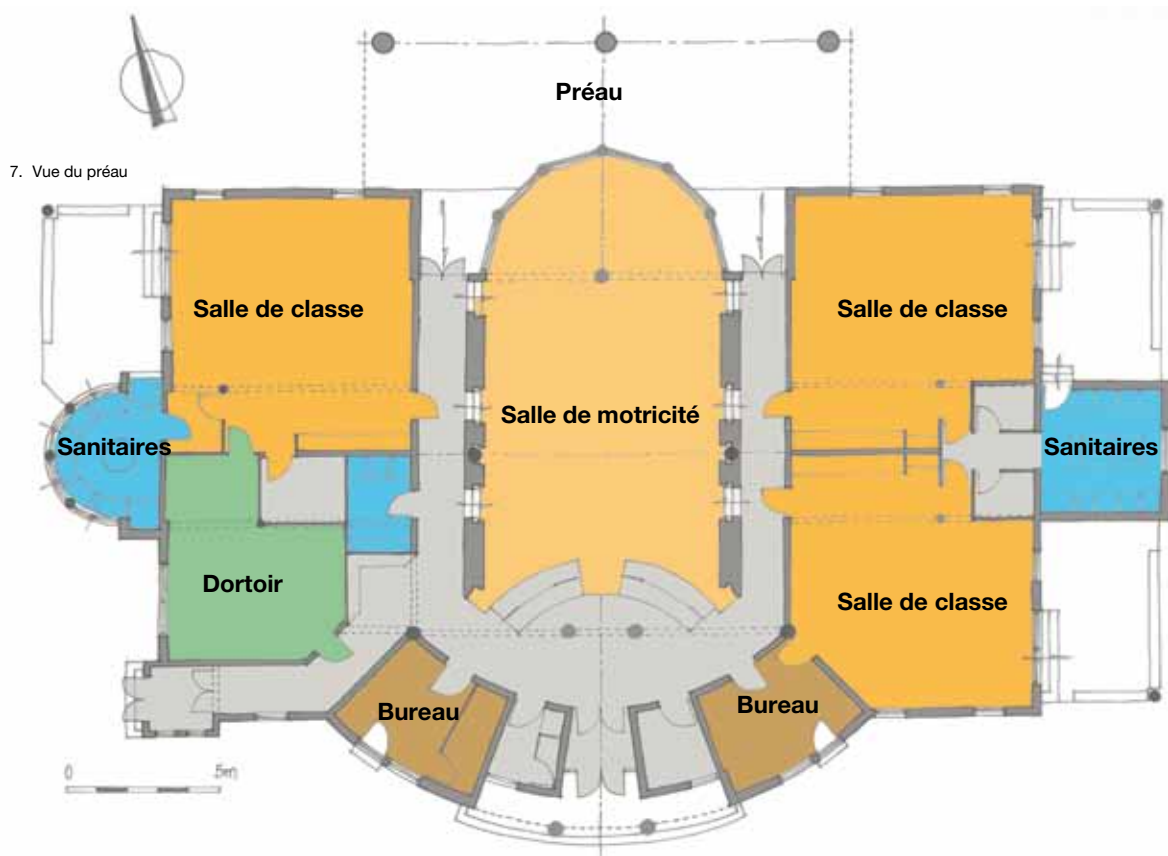 Préau
7. Vue du préau
Salle de classe
Salle de classe
Salle de motricité
Sanitaires
Sanitaires
Dortoir
Salle de classe
Bureau
Bureau
0 5m